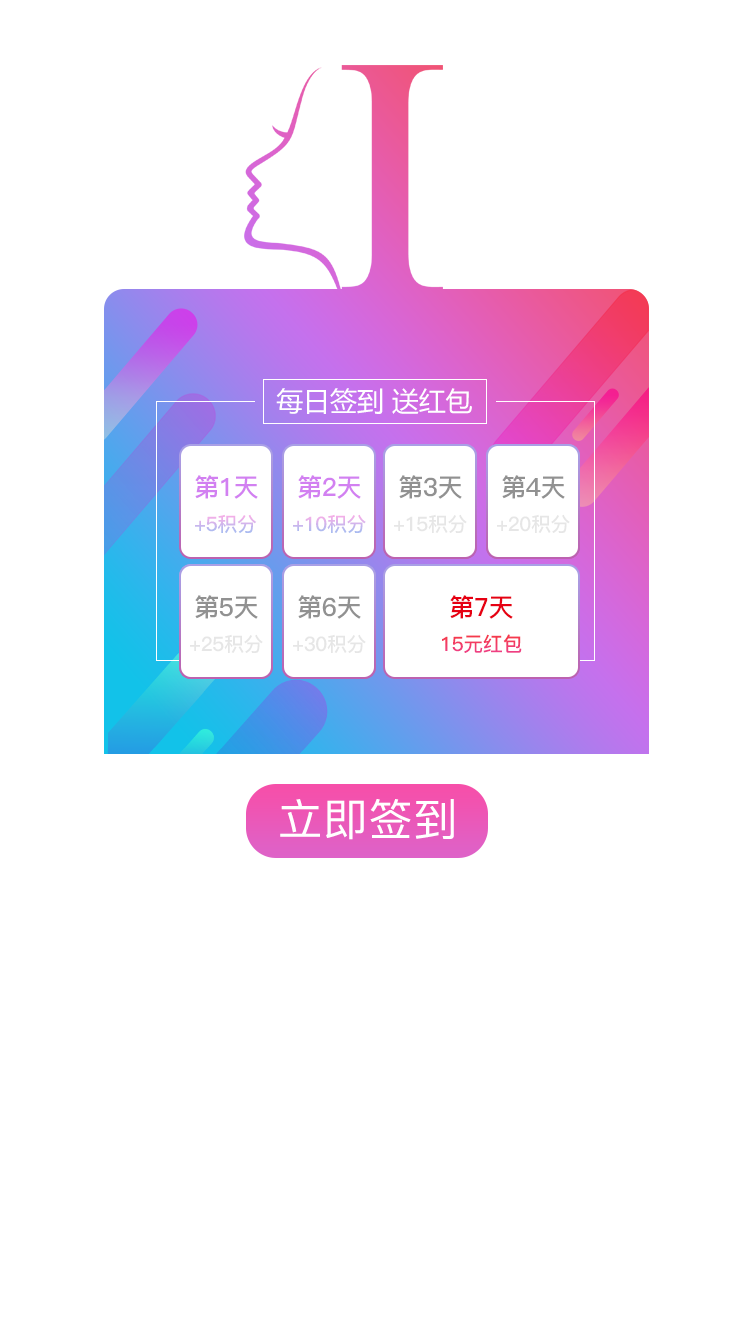 每日签到 送红包
第1天 第2天 第3天 第4天
+5积分 +10积分 +15积分 +20积分
第5天 第6天 第7天
+25积分 +30积分 15元红包
立即签到